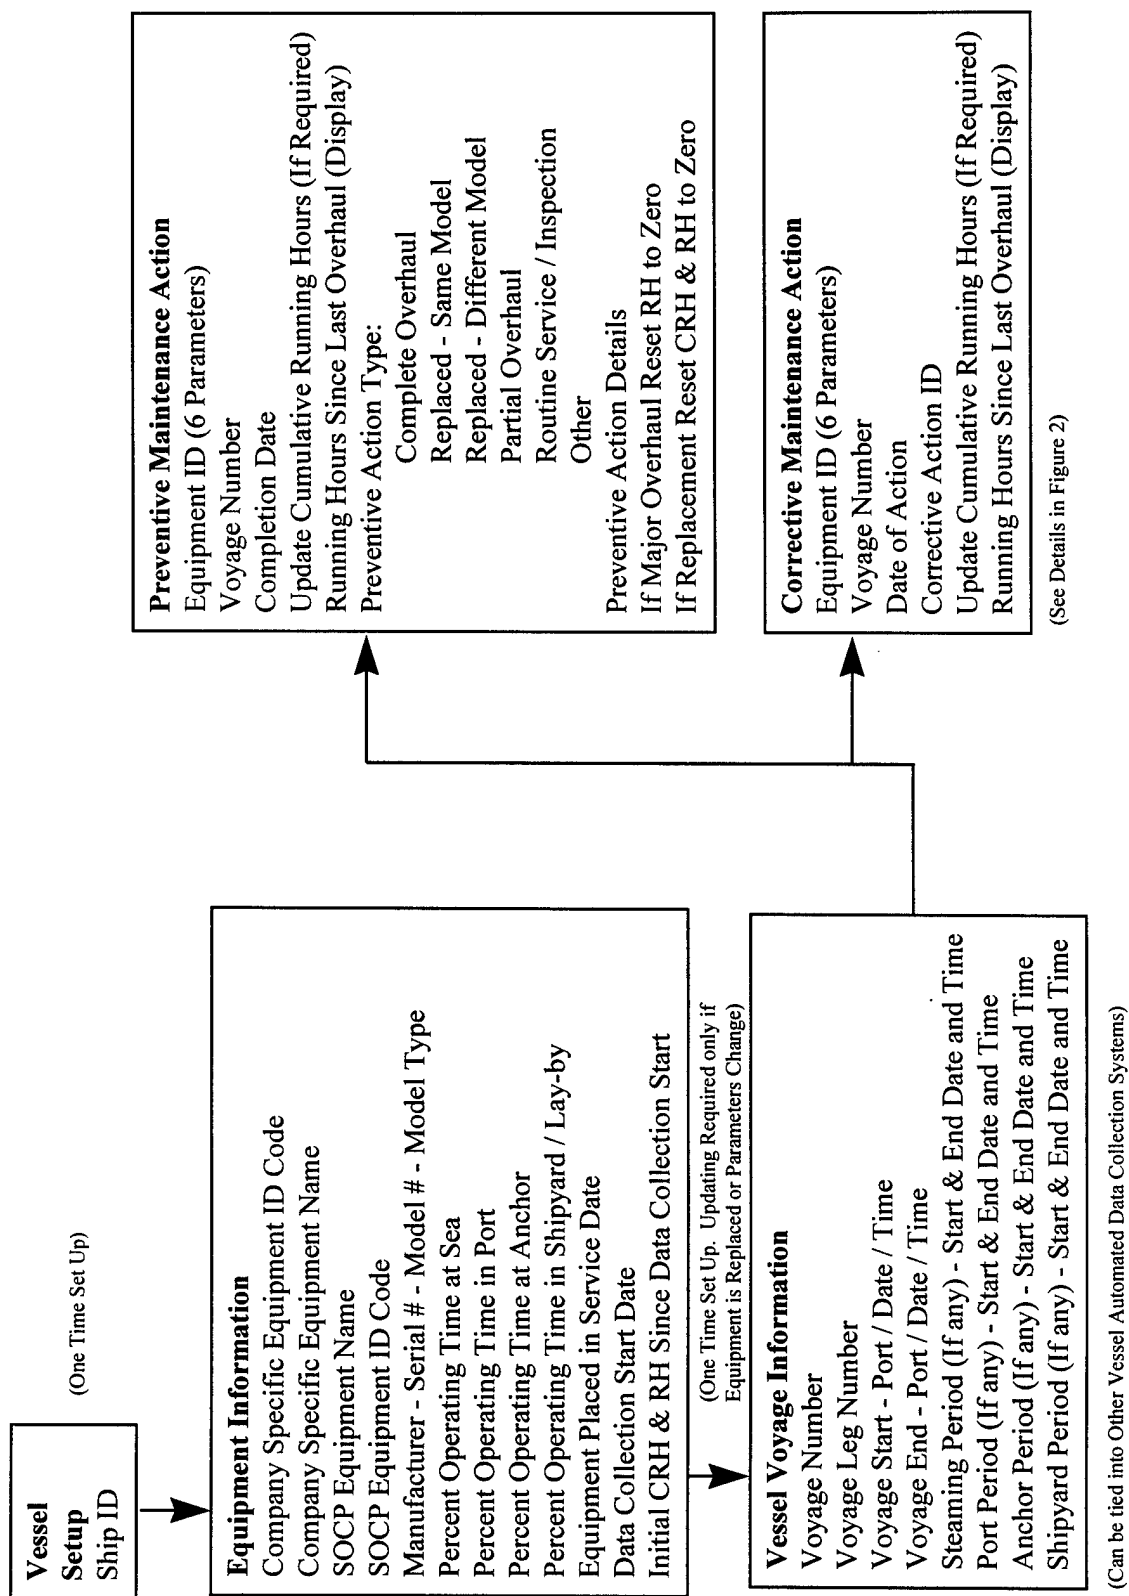 Vessel
Setup
Ship ID
(One Time Set Up)
Equipment Information
Company Specific Equipment ID Code
Company Specific Equipment Name
SOCP Equipment Name
SOCP Equipment ID Code
Manufacturer - Serial # - Model # - Model Type
Percent Operating Time at Sea
Percent Operating Time in Port
Percent Operating Time at Anchor
Percent Operating Time in Shipyard / Lay-by
Equipment Placed in Service Date
Data Collection Start Date
Initial CRH & RH Since Data Collection Start
(One Time Set Up. Updating Required only if
Equipment is Replaced or Parameters Change)
Vessel Voyage Information
Voyage Number
Voyage Leg Number
Voyage Start - Port / Date / Time
Voyage End - Port / Date / Time
Steaming Period (If any) - Start & End Date and Time
Port Period (If any) - Start & End Date and Time
Anchor Period (If any) - Start & End Date and Time
Shipyard Period (If any) - Start & End Date and Time
(Can be tied into Other Vessel Automated Data Collection Systems)
Preventive Maintenance Action
Equipment ID (6 Parameters)
Voyage Number
Completion Date
Update Cumulative Running Hours (If Required)
Running Hours Since Last Overhaul (Display)
Preventive Action Type:
Complete Overhaul
Replaced - Same Model
Replaced - Different Model
Partial Overhaul
Routine Service / Inspection
Other
Preventive Action Details
If Major Overhaul Reset RH to Zero
If Replacement Reset CRH & RH to Zero
Corrective Maintenance Action
Equipment ID (6 Parameters)
Voyage Number
Date of Action
Corrective Action ID
Update Cumulative Running Hours (If Required)
Running Hours Since Last Overhaul (Display)
(See Details in Figure 2)